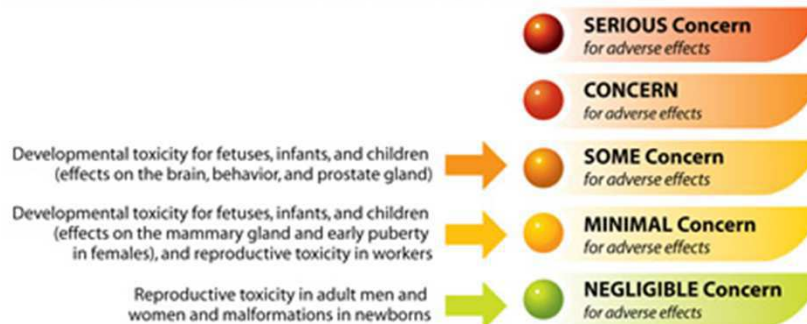 SERIOUS Concern
for adverse effects
CONCERN
for adverse effects
Developmental toxicity for fetuses, infants, and children
(effects on the brain, behavior, and prostate gland)
SOME Concern
for adverse effects
Developmental toxicity for fetuses, infants, and children
(effects on the mammary gland and early puberty
in females), and reproductive toxicity in workers
MINIMAL Concern
for adverse effects
Reproductive toxicity in adult men and
women and malformations in newborns
NEGLIGIBLE Concern
for adverse effects